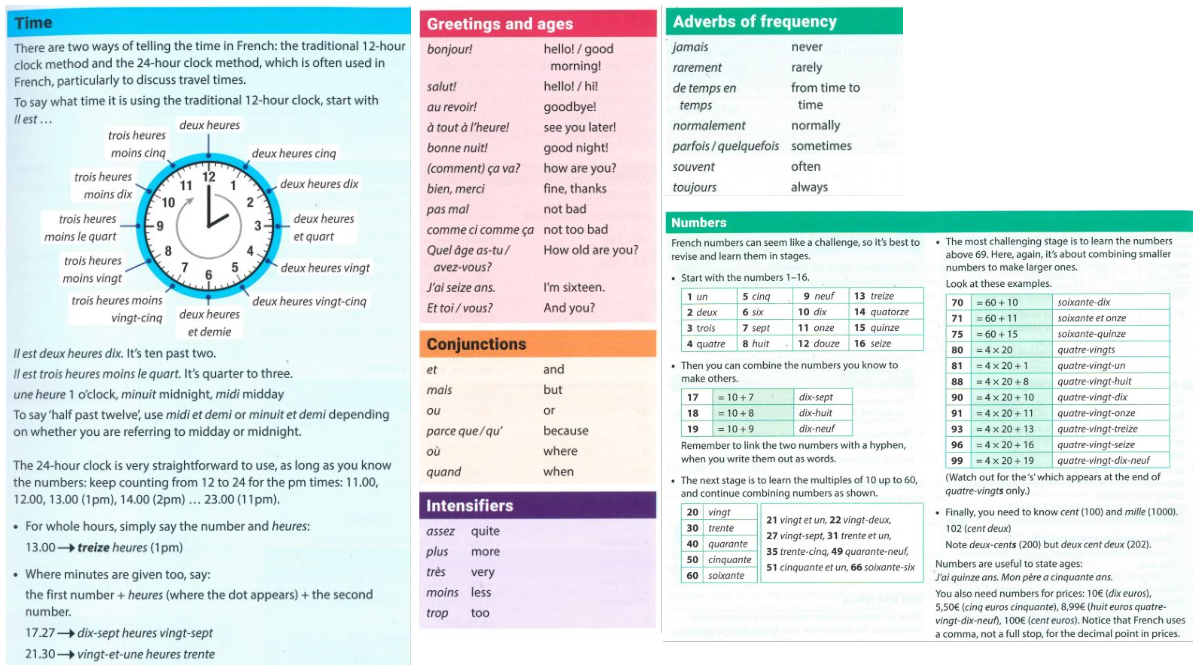 Time
There are two ways of telling the time in French: the traditional 12-hour
clock method and the 24-hour clock method, which is often used in
French, particularly to discuss travel times.
To say what time it is using the traditional 12-hour clock, start with
Il est …
deux heures
deux heures cinq
deux heures dix
deux heures
et quart
deux heures vingt
deux heures vingt-cinq
deux heures
et demie
trois heures moins
vingt-cinq
trois heures
moins vingt
trois heures
moins le quart
trois heures
moins dix
trois heures
moins cinq
12
1
2
3
4
5
6
7
8
9
10
11
Il est deux heures dix. It's ten past two.
Il est trois heures moins le quart. It's quarter to three.
une heure 1 o'clock, minuit midnight, midi midday
To say 'half past twelve', use midi et demi or minuit et demi depending
on whether you are referring to midday or midnight.
The 24-hour clock is very straightforward to use, as long as you know
the numbers: keep counting from 12 to 24 for the pm times: 11.00,
12.00, 13.00 (1pm), 14.00 (2pm) … 23.00 (11pm).
• For whole hours, simply say the number and heures:
13.00 → treize heures (1pm)
• Where minutes are given too, say:
the first number + heures (where the dot appears) + the second
number.
17.27 → dix-sept heures vingt-sept
21.30 → vingt-et-une heures trente
Greetings and ages
bonjour! hello! / good
morning!
salut! hello! / hi!
au revoir! goodbye!
à tout à l'heure! see you later!
bonne nuit! good night!
(comment) ça va? how are you?
bien, merci fine, thanks
pas mal not bad
comme ci comme ça not too bad
Quel âge as-tu / How old are you?
avez-vous?
J'ai seize ans. I'm sixteen.
Et toi / vous? And you?
Conjunctions
et and
mais but
ou or
parce que / qu' because
où where
quand when
Intensifiers
assez quite
plus more
très very
moins less
trop too
Adverbs of frequency
jamais never
rarement rarely
de temps en from time to
temps time
normalement normally
parfois / quelquefois sometimes
souvent often
toujours always
Numbers
French numbers can seem like a challenge, so it's best to
revise and learn them in stages.
• Start with the numbers 1–16.
1 un 5 cinq 9 neuf 13 treize
2 deux 6 six 10 dix 14 quatorze
3 trois 7 sept 11 onze 15 quinze
4 quatre 8 huit 12 douze 16 seize
• Then you can combine the numbers you know to
make others.
17 = 10 + 7 dix-sept
18 = 10 + 8 dix-huit
19 = 10 + 9 dix-neuf
Remember to link the two numbers with a hyphen,
when you write them out as words.
• The next stage is to learn the multiples of 10 up to 60,
and continue combining numbers as shown.
20 vingt
30 trente
40 quarante
50 cinquante
60 soixante
21 vingt et un, 22 vingt-deux,
27 vingt-sept, 31 trente et un,
35 trente-cinq, 49 quarante-neuf,
51 cinquante et un, 66 soixante-six
• The most challenging stage is to learn the numbers
above 69. Here, again, it's about combining smaller
numbers to make larger ones.
Look at these examples.
70 = 60 + 10 soixante-dix
71 = 60 + 11 soixante et onze
75 = 60 + 15 soixante-quinze
80 = 4 × 20 quatre-vingts
81 = 4 × 20 + 1 quatre-vingt-un
88 = 4 × 20 + 8 quatre-vingt-huit
90 = 4 × 20 + 10 quatre-vingt-dix
91 = 4 × 20 + 11 quatre-vingt-onze
93 = 4 × 20 + 13 quatre-vingt-treize
96 = 4 × 20 + 16 quatre-vingt-seize
99 = 4 × 20 + 19 quatre-vingt-dix-neuf
(Watch out for the 's' which appears at the end of
quatre-vingts only.)
• Finally, you need to know cent (100) and mille (1000).
102 (cent deux)
Note deux-cents (200) but deux cent deux (202).
Numbers are useful to state ages:
J'ai quinze ans. Mon père a cinquante ans.
You also need numbers for prices: 10€ (dix euros),
5,50€ (cinq euros cinquante), 8,99€ (huit euros quatre-
vingt-dix-neuf), 100€ (cent euros). Notice that French uses
a comma, not a full stop, for the decimal point in prices.